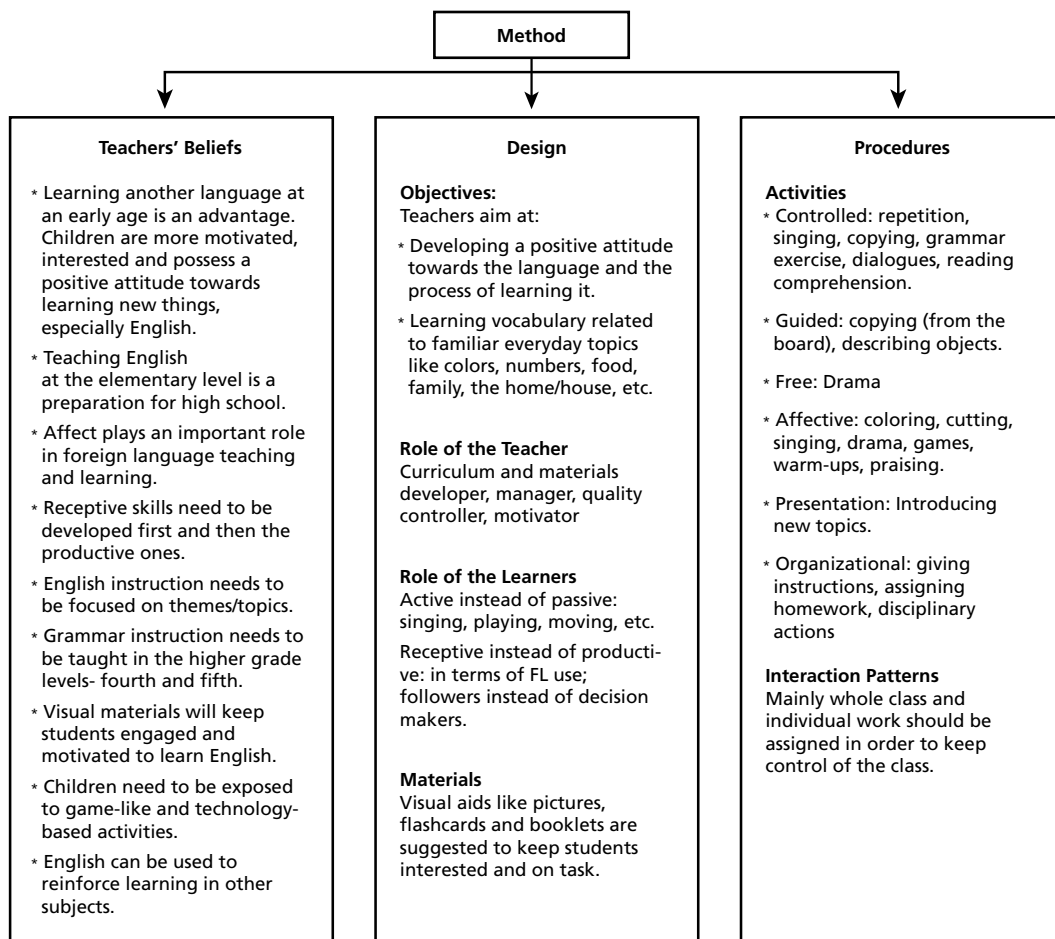 Method
Teachers' Beliefs
* Learning another language at
an early age is an advantage.
Children are more motivated,
interested and possess a
positive attitude towards
learning new things,
especially English.
* Teaching English
at the elementary level is a
preparation for high school.
* Affect plays an important role
in foreign language teaching
and learning.
* Receptive skills need to be
developed first and then the
productive ones.
* English instruction needs to
be focused on themes/topics.
* Grammar instruction needs to
be taught in the higher grade
levels- fourth and fifth.
* Visual materials will keep
students engaged and
motivated to learn English.
* Children need to be exposed
to game-like and technology-
based activities.
* English can be used to
reinforce learning in other
subjects.
Design
Objectives:
Teachers aim at:
* Developing a positive attitude
towards the language and the
process of learning it.
* Learning vocabulary related
to familiar everyday topics
like colors, numbers, food,
family, the home/house, etc.
Role of the Teacher
Curriculum and materials
developer, manager, quality
controller, motivator
Role of the Learners
Active instead of passive:
singing, playing, moving, etc.
Receptive instead of producti-
ve: in terms of FL use;
followers instead of decision
makers.
Materials
Visual aids like pictures,
flashcards and booklets are
suggested to keep students
interested and on task.
Procedures
Activities
* Controlled: repetition,
singing, copying, grammar
exercise, dialogues, reading
comprehension.
* Guided: copying (from the
board), describing objects.
* Free: Drama
* Affective: coloring, cutting,
singing, drama, games,
warm-ups, praising.
* Presentation: Introducing
new topics.
* Organizational: giving
instructions, assigning
homework, disciplinary
actions
Interaction Patterns
Mainly whole class and
individual work should be
assigned in order to keep
control of the class.